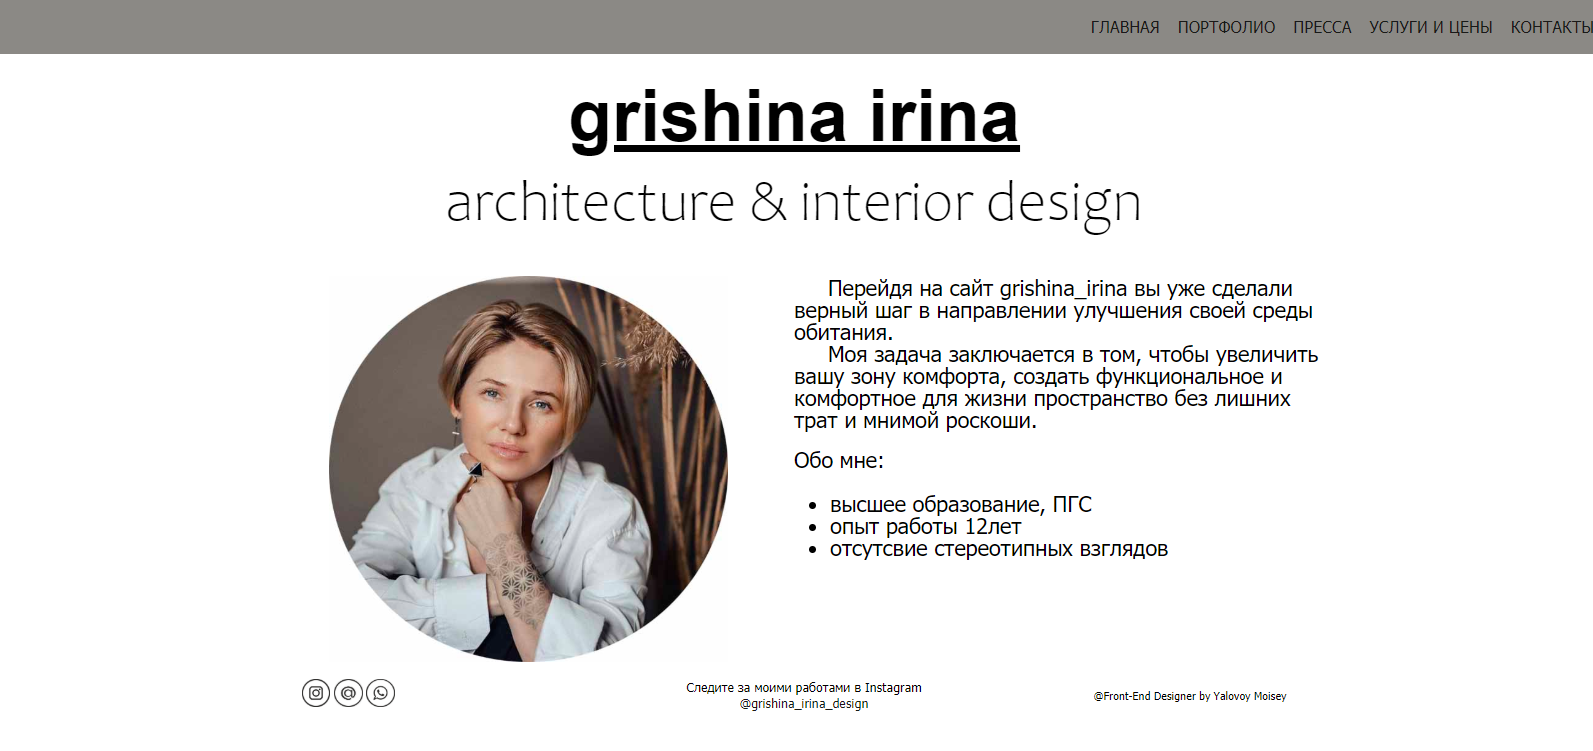 ГЛАВНАЯ ПОРТФОЛИО ПРЕССА УСЛУГИ И ЦЕНЫ КОНТАКТЫ
grishina irina
architecture & interior design
Перейдя на сайт grishina_irina вы уже сделали
верный шаг в направлении улучшения своей среды
обитания.
Моя задача заключается в том, чтобы увеличить
вашу зону комфорта, создать функциональное и
комфортное для жизни пространство без лишних
трат и мнимой роскоши.
Обо мне:
• высшее образование, ПГС
• опыт работы 12лет
• отсутсвие стереотипных взглядов
Следите за моими работами в Instagram
@grishina_irina_design
@Front-End Designer by Yalovoy Moisey